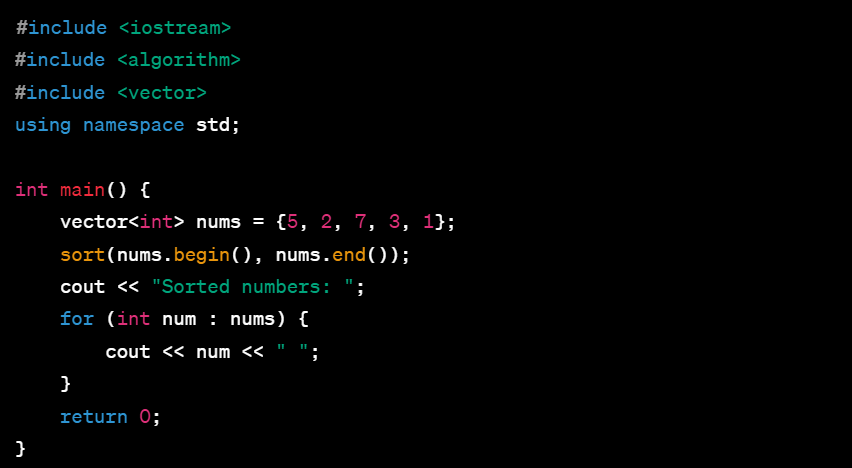 #include <iostream>
#include <algorithm>
#include <vector>
using namespace std;

int main() {
    vector<int> nums = {5, 2, 7, 3, 1};
    sort(nums.begin(), nums.end());
    cout << "Sorted numbers: ";
    for (int num : nums) {
        cout << num << " ";
    }
    return 0;
}